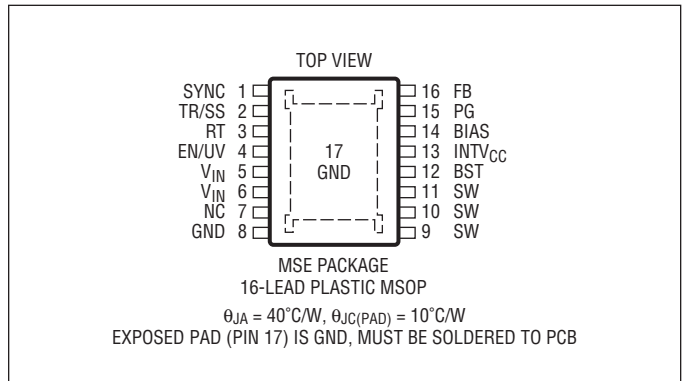 TOP VIEW
SYNC 1 16 FB
TR/SS 2 15 PG
RT 3 14 BIAS
EN/UV 4 17 13 INTVCC
VIN 5 GND 12 BST
VIN 6 11 SW
NC 7 10 SW
GND 8 9 SW
MSE PACKAGE
16-LEAD PLASTIC MSOP
θJA = 40°C/W, θJC(PAD) = 10°C/W
EXPOSED PAD (PIN 17) IS GND, MUST BE SOLDERED TO PCB